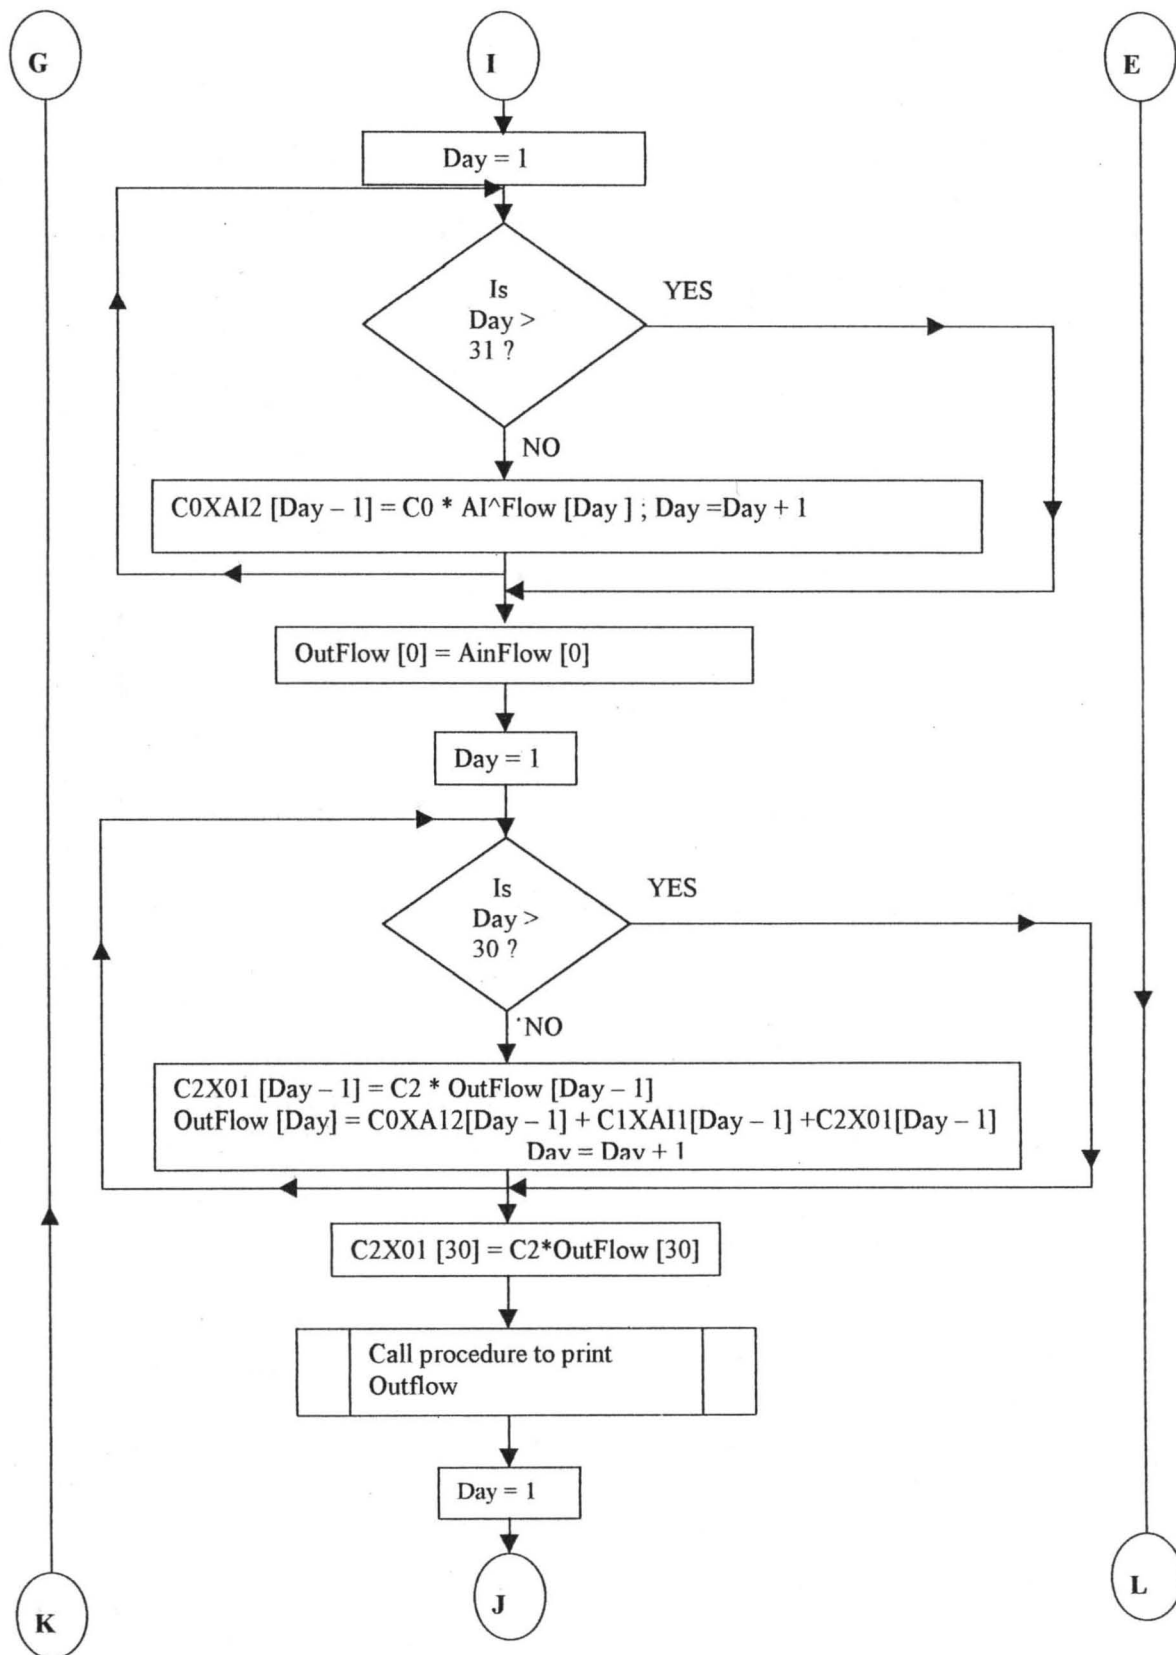 G
I
E
Day = 1
Is
Day >
31 ?
YES
NO
C0XAI2 [Day – 1] = C0 * AI^Flow [Day ] ; Day =Day + 1
OutFlow [0] = AinFlow [0]
Day = 1
Is
Day >
30 ?
YES
NO
C2X01 [Day – 1] = C2 * OutFlow [Day – 1]
OutFlow [Day] = C0XA12[Day – 1] + C1XAI1[Day – 1] +C2X01[Day – 1]
Day = Day + 1
C2X01 [30] = C2*OutFlow [30]
Call procedure to print
Outflow
Day = 1
K
J
L